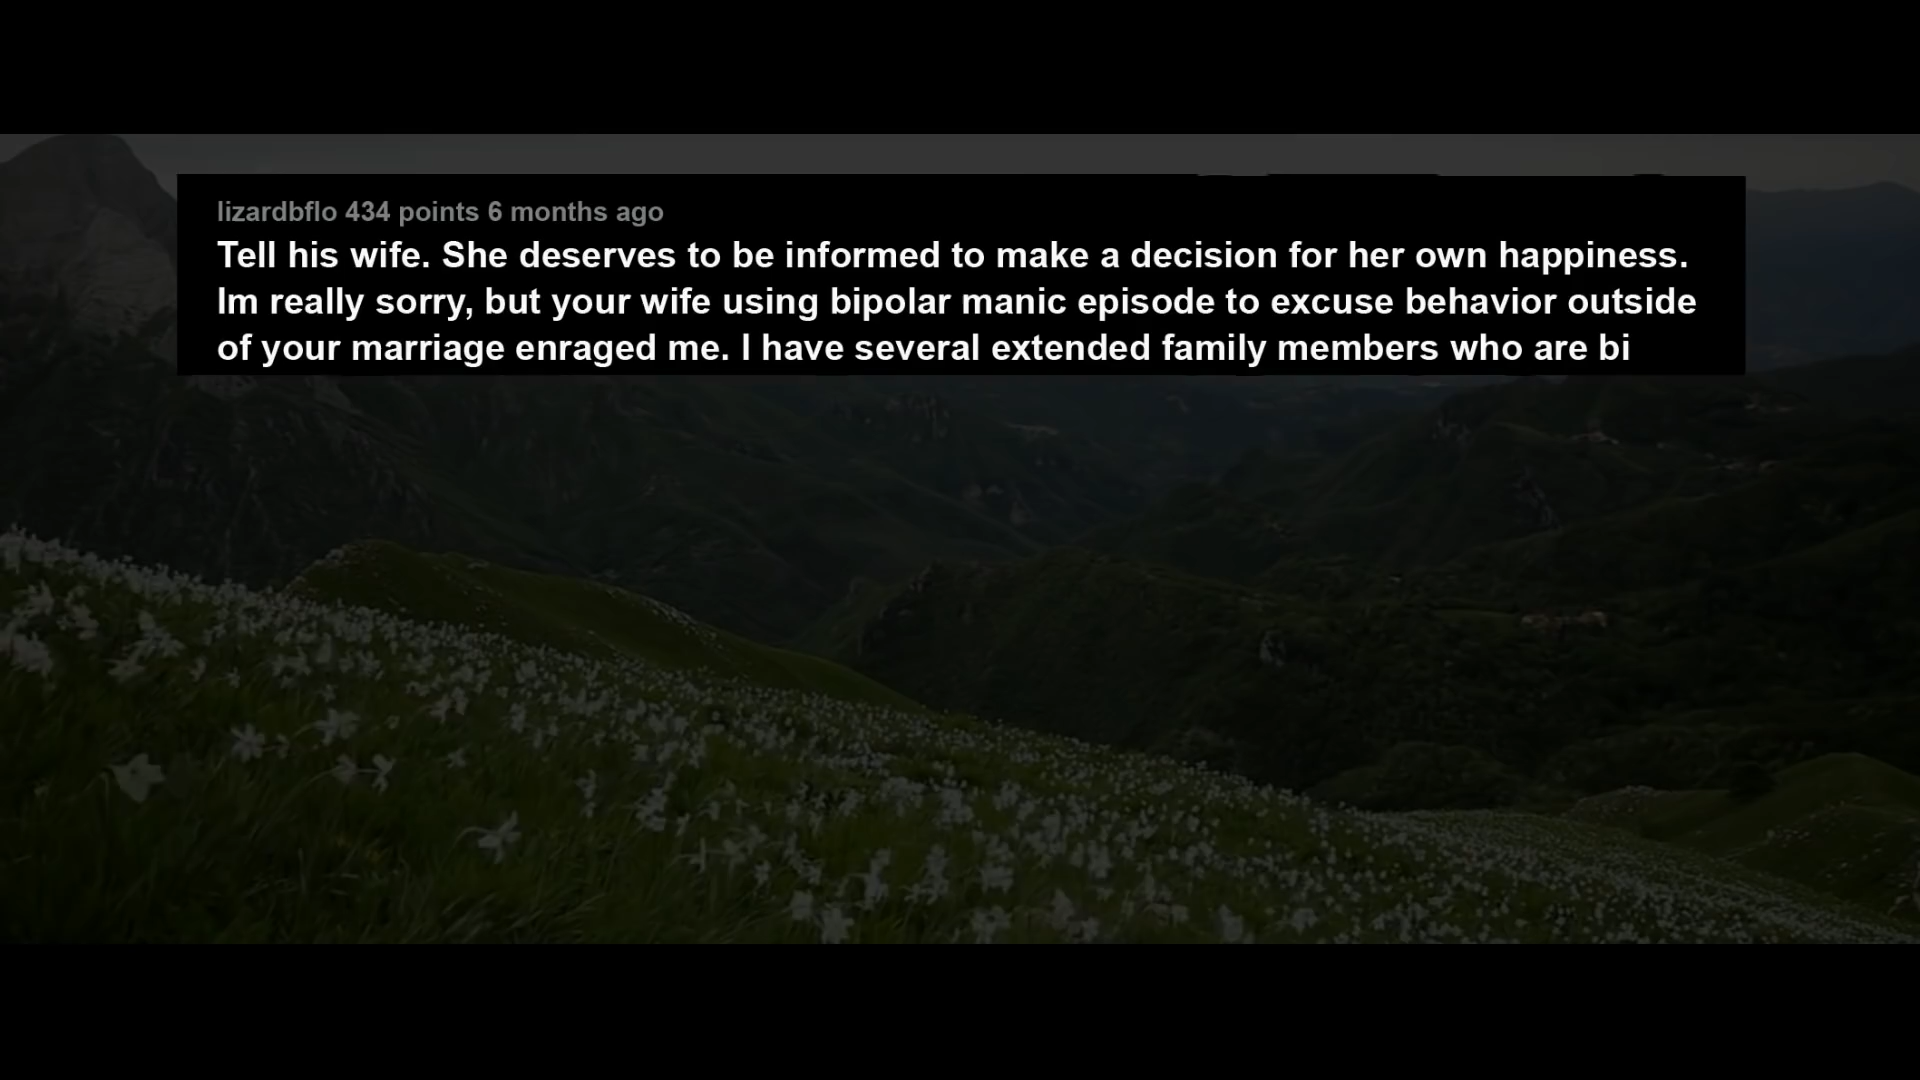 lizardbflo 434 points 6 months ago
Tell his wife. She deserves to be informed to make a decision for her own happiness.
Im really sorry, but your wife using bipolar manic episode to excuse behavior outside
of your marriage enraged me. I have several extended family members who are bi